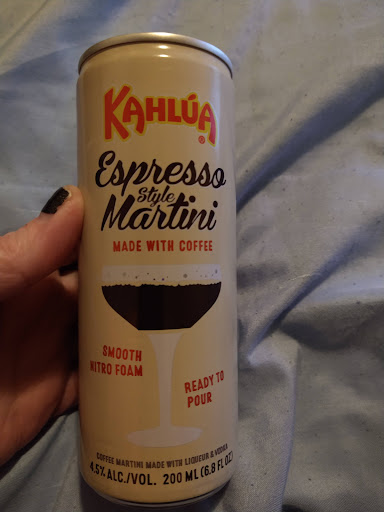 KAHLÚA
®
Espresso
Style
Martini
MADE WITH COFFEE
SMOOTH
NITRO FOAM
READY TO
POUR
COFFEE MARTINI MADE WITH LIQUEUR & VODKA
4.5% ALC./VOL. 200 ML (6.8 FL OZ)